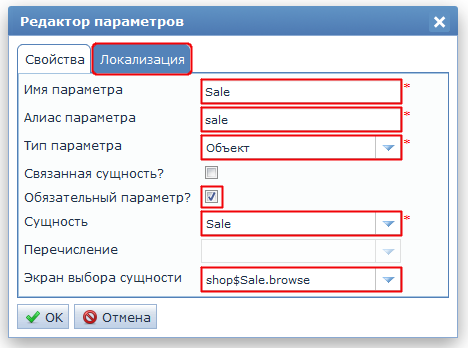 Редактор параметров
Свойства Локализация
Имя параметра Sale *
Алиас параметра sale *
Тип параметра Объект *
Связанная сущность?
Обязательный параметр?
Сущность Sale *
Перечисление
Экран выбора сущности shop$Sale.browse
OK Отмена